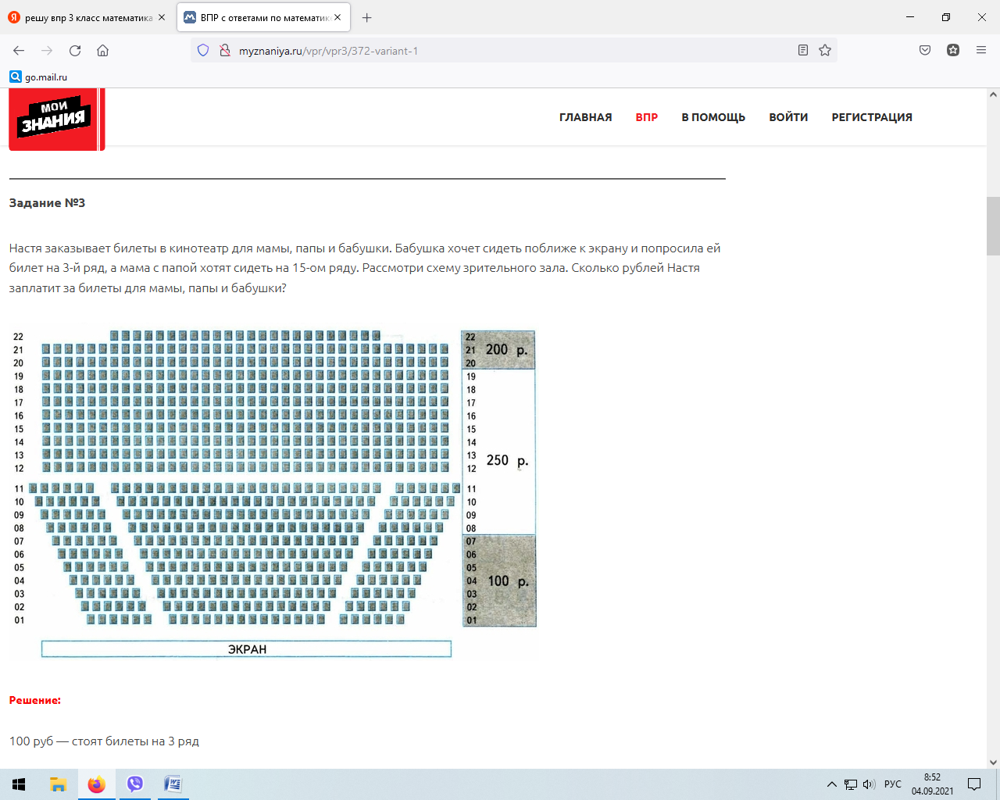 решу впр 3 класс математика
ВПР с ответами по математике
myznaniya.ru/vpr/vpr3/372-variant-1
go.mail.ru
МОИ
ЗНАНИЯ
ГЛАВНАЯ ВПР В ПОМОЩЬ ВОЙТИ РЕГИСТРАЦИЯ
Задание №3
Настя заказывает билеты в кинотеатр для мамы, папы и бабушки. Бабушка хочет сидеть поближе к экрану и попросила ей
билет на 3-й ряд, а мама с папой хотят сидеть на 15-ом ряду. Рассмотри схему зрительного зала. Сколько рублей Настя
заплатит за билеты для мамы, папы и бабушки?
22 22
21 21 200 р.
20 20
19 19
18 18
17 17
16 16
15 15
14 14
13 13
12 12 250 р.
11 11
10 10
09 09
08 08
07 07
06 06
05 05
04 04 100 р.
03 03
02 02
01 01
ЭКРАН
Решение:
100 руб — стоят билеты на 3 ряд
W
РУС
8:52
04.09.2021